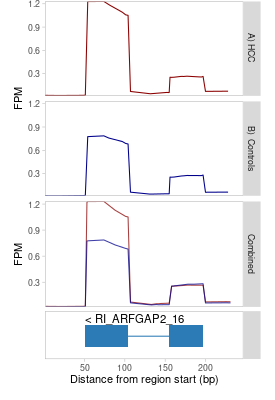 1.2
0.9
0.6
0.3
A) HCC
FPM
1.2
0.9
0.6
0.3
B) Controls
1.2
0.9
0.6
0.3
Combined
FPM
< RI_ARFGAP2_16
50 100 150 200
Distance from region start (bp)